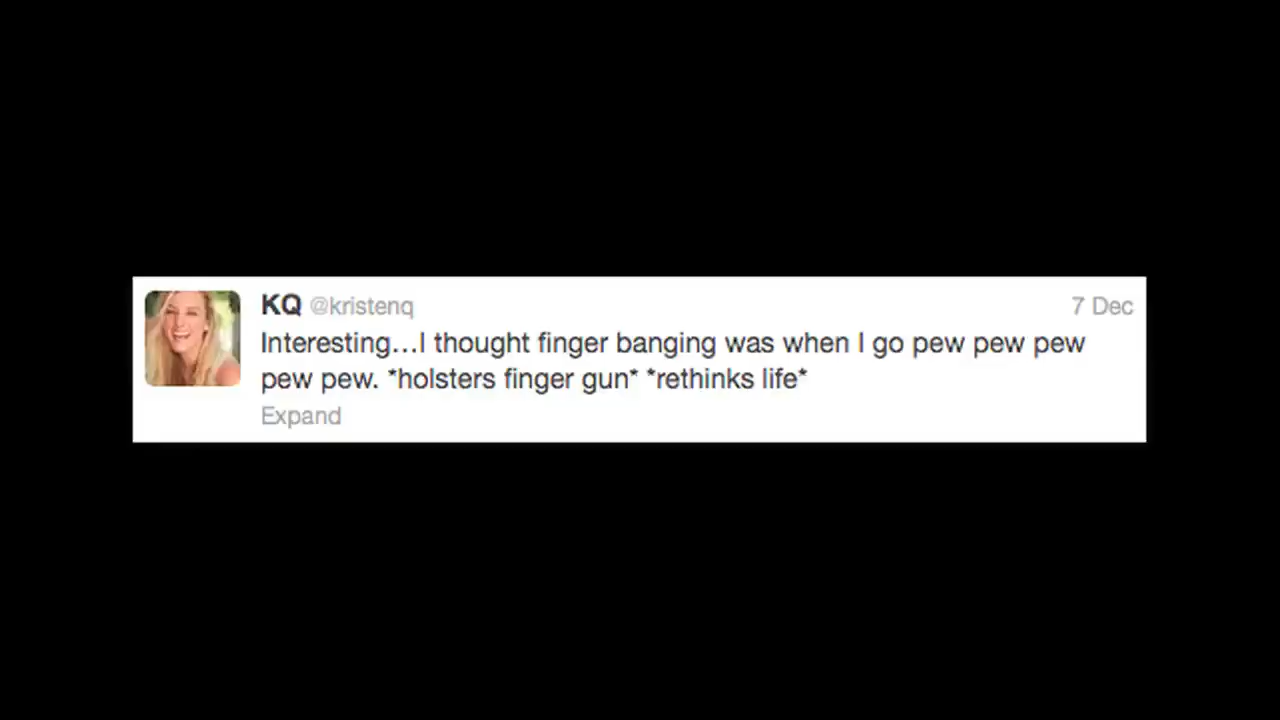 KQ @kristenq 7 Dec
Interesting...I thought finger banging was when I go pew pew pew
pew pew. *holsters finger gun* *rethinks life*
Expand